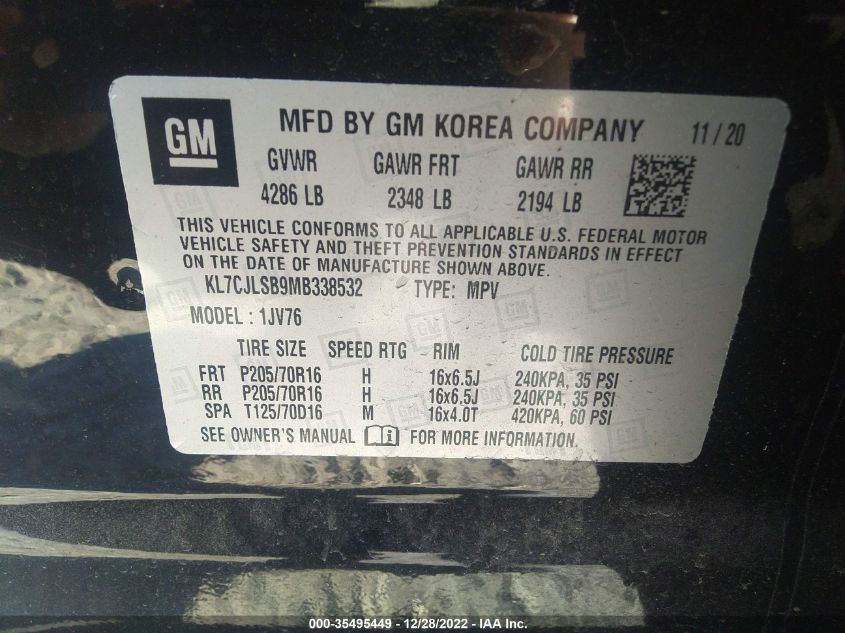 GM MFD BY GM KOREA COMPANY 11/20
GVWR GAWR FRT GAWR RR
4286 LB 2348 LB 2194 LB
THIS VEHICLE CONFORMS TO ALL APPLICABLE U.S. FEDERAL MOTOR
VEHICLE SAFETY AND THEFT PREVENTION STANDARDS IN EFFECT
ON THE DATE OF MANUFACTURE SHOWN ABOVE.
KL7CJLSB9MB338532 TYPE: MPV
MODEL : 1JV76
TIRE SIZE SPEED RTG RIM COLD TIRE PRESSURE
FRT P205/70R16 H 16x6.5J 240KPA, 35 PSI
RR P205/70R16 H 16x6.5J 240KPA, 35 PSI
SPA T125/70D16 M 16x4.0T 420KPA, 60 PSI
SEE OWNER'S MANUAL FOR MORE INFORMATION.
000-35495449 - 12/28/2022 - IAA Inc.